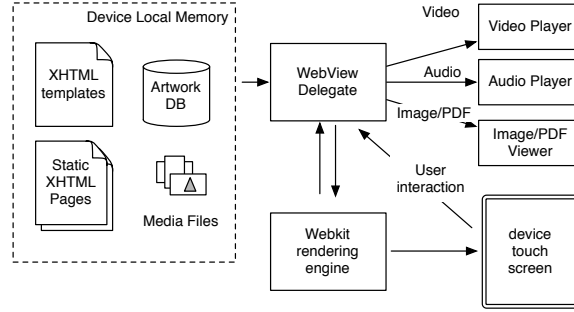 Device Local Memory
XHTML
templates
Artwork
DB
Static
XHTML
Pages
Media Files
WebView
Delegate
Video
Audio
Image/PDF
Video Player
Audio Player
Image/PDF
Viewer
User
interaction
Webkit
rendering
engine
device
touch
screen